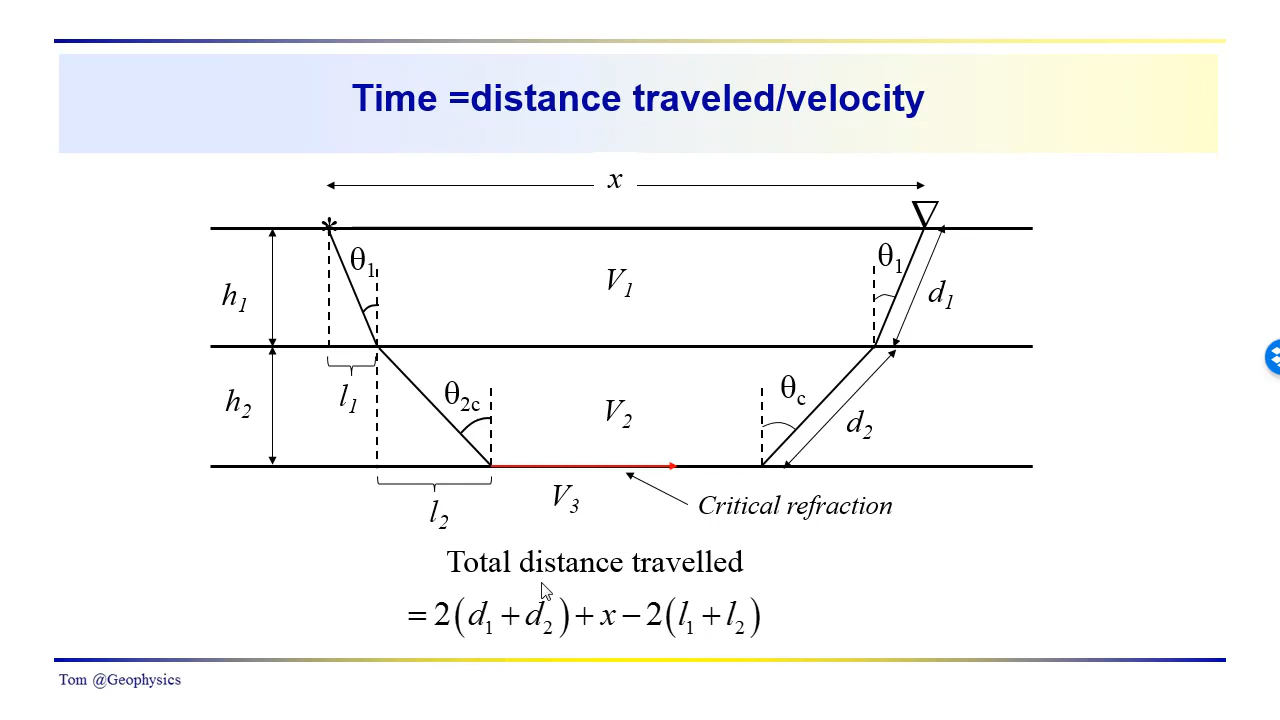 Time =distance traveled/velocity
x
θ1
θ1
h1
V1
d1
l1
θ2c
θc
h2
V2
d2
l2
V3
Critical refraction
Total distance travelled
= 2(d1 + d2) + x − 2(l1 + l2)
Tom @Geophysics